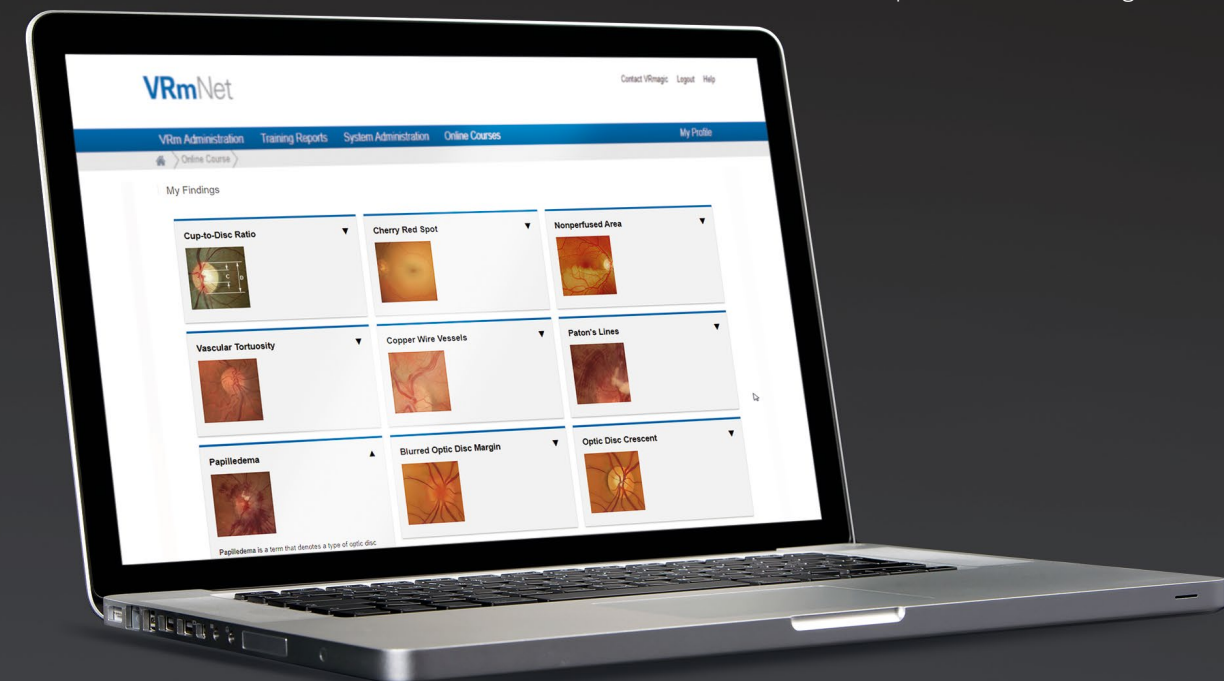 VRmNet
Contact VRmagic Logout Help
VRm Administration Training Reports System Administration Online Courses My Profile
Online Course
My Findings
Cup-to-Disc Ratio
Cherry Red Spot
Nonperfused Area
C D
Vascular Tortuosity
Copper Wire Vessels
Paton's Lines
Papilledema
Blurred Optic Disc Margin
Optic Disc Crescent
Papilledema is a term that denotes a type of optic disc